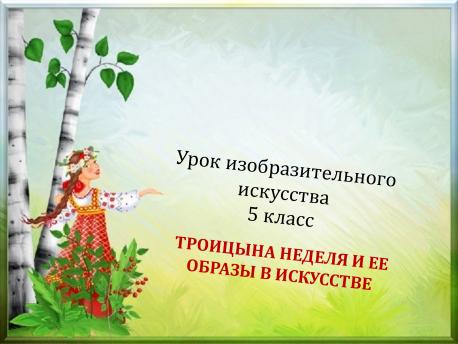 Урок изобразительного
искусства
5 класс
ТРОИЦЫНА НЕДЕЛЯ И ЕЕ
ОБРАЗЫ В ИСКУССТВЕ